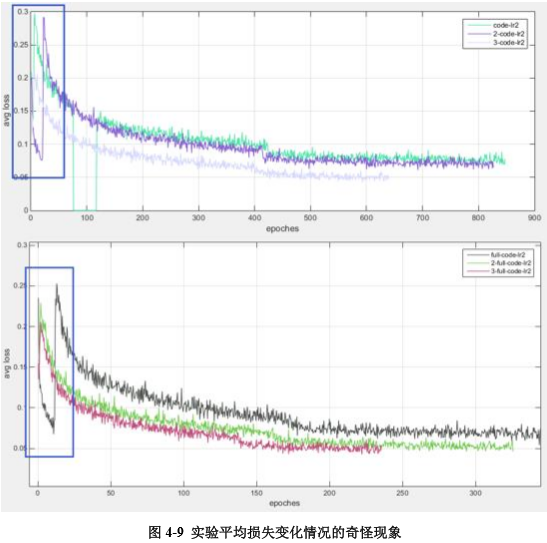 0.3
0.25
0.2
0.15
0.1
0.05
0
avg loss
code-lr2
2-code-lr2
3-code-lr2
0 100 200 300 400 500 600 700 800 900
epoches
0.3
0.25
0.2
0.15
0.1
0.05
avg loss
full-code-lr2
2-full-code-lr2
3-full-code-lr2
0 50 100 150 200 250 300
epoches
图 4-9 实验平均损失变化情况的奇怪现象